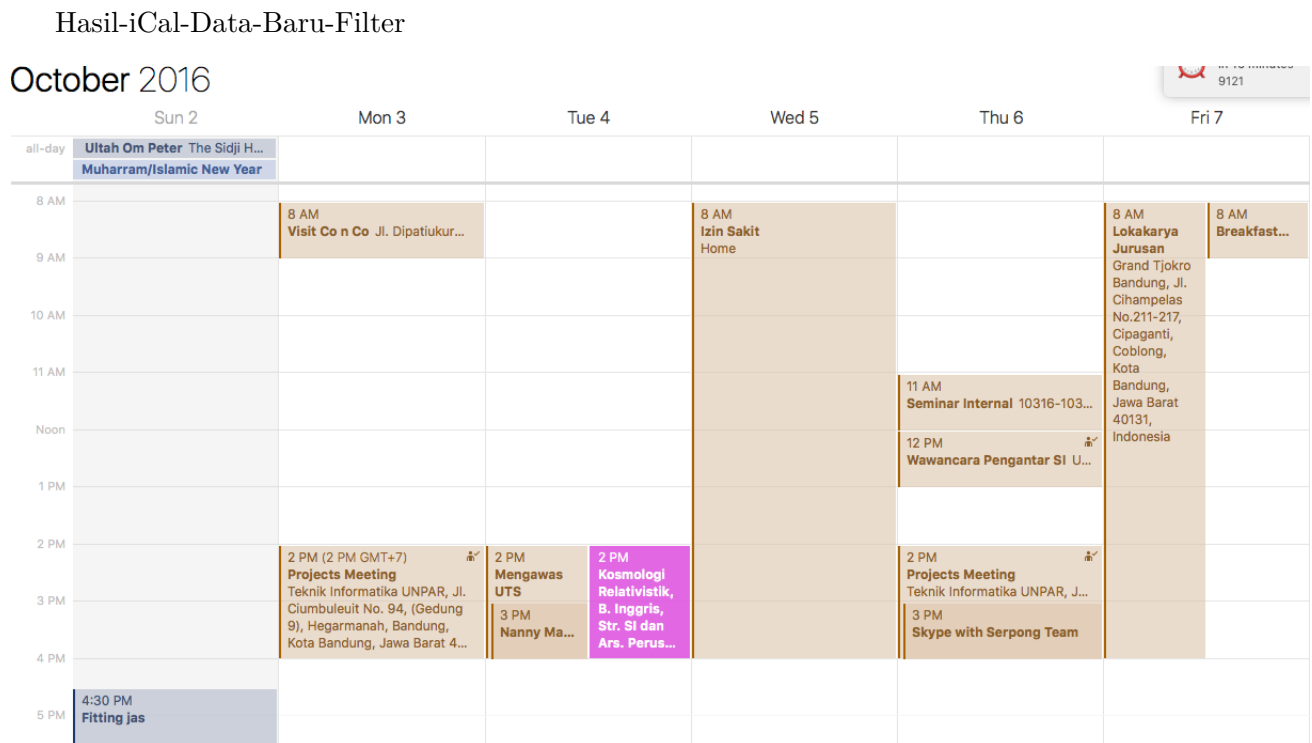 Hasil-iCal-Data-Baru-Filter
9121
October 2016
Sun 2
Mon 3
Tue 4
Wed 5
Thu 6
Fri 7
all-day
Ultah Om Peter The Sidji H...
Muharram/Islamic New Year
8 AM
9 AM
10 AM
11 AM
Noon
1 PM
2 PM
3 PM
4 PM
5 PM
4:30 PM
Fitting jas
8 AM
Visit Co n Co Jl. Dipatiukur...
2 PM (2 PM GMT+7)
Projects Meeting
Teknik Informatika UNPAR, Jl.
Ciumbuleuit No. 94, (Gedung
9), Hegarmanah, Bandung,
Kota Bandung, Jawa Barat 4...
2 PM
Mengawas
UTS
3 PM
Nanny Ma...
2 PM
Kosmologi
Relativistik,
B. Inggris,
Str. SI dan
Ars. Perus...
8 AM
Izin Sakit
Home
11 AM
Seminar Internal 10316-103...
12 PM
Wawancara Pengantar SI U...
2 PM
Projects Meeting
Teknik Informatika UNPAR, J...
3 PM
Skype with Serpong Team
8 AM
Lokakarya
Jurusan
Grand Tjokro
Bandung, Jl.
Cihampelas
No.211-217,
Cipaganti,
Coblong,
Kota
Bandung,
Jawa Barat
40131,
Indonesia
8 AM
Breakfast...